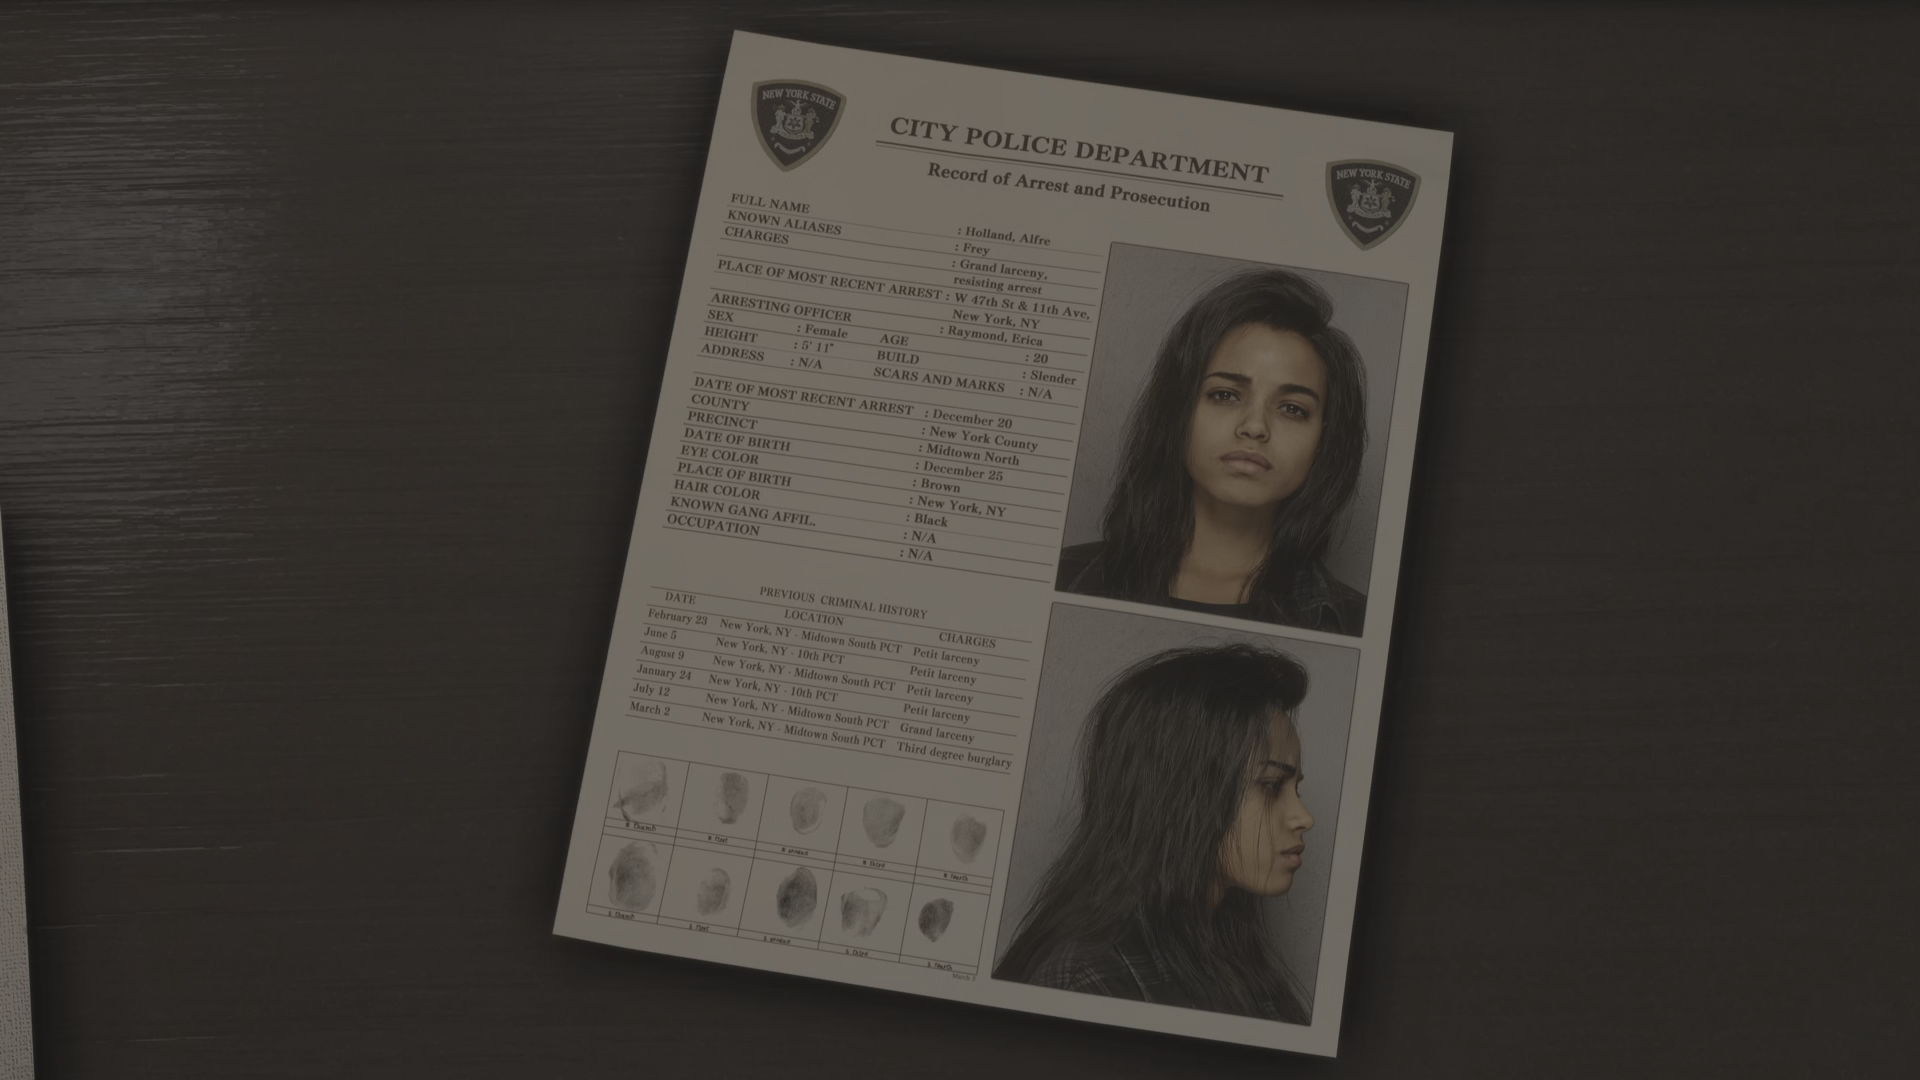 NEW YORK STATE
CITY POLICE DEPARTMENT
NEW YORK STATE
Record of Arrest and Prosecution
FULL NAME : Holland, Alfre
KNOWN ALIASES : Frey
CHARGES : Grand larceny,
resisting arrest
PLACE OF MOST RECENT ARREST : W 47th St & 11th Ave,
New York, NY
ARRESTING OFFICER : Raymond, Erica
SEX : Female AGE : 20
HEIGHT : 5' 11" BUILD : Slender
ADDRESS : N/A SCARS AND MARKS : N/A
DATE OF MOST RECENT ARREST : December 20
COUNTY : New York County
PRECINCT : Midtown North
DATE OF BIRTH : December 25
EYE COLOR : Brown
PLACE OF BIRTH : New York, NY
HAIR COLOR : Black
KNOWN GANG AFFIL. : N/A
OCCUPATION : N/A
PREVIOUS CRIMINAL HISTORY
DATE LOCATION CHARGES
February 23 New York, NY - Midtown South PCT Petit larceny
June 5 New York, NY - 10th PCT Petit larceny
August 9 New York, NY - Midtown South PCT Petit larceny
January 24 New York, NY - 10th PCT Petit larceny
July 12 New York, NY - Midtown South PCT Grand larceny
March 2 New York, NY - Midtown South PCT Third degree burglary